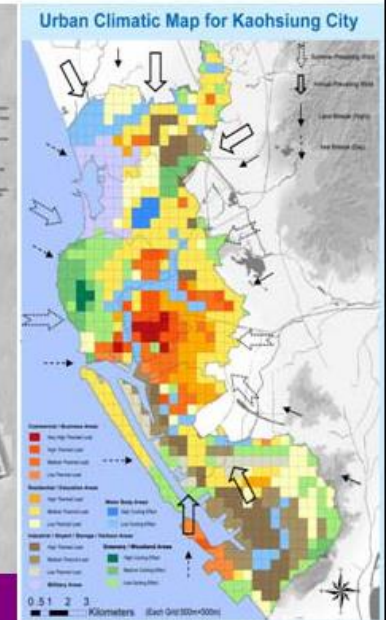 Urban Climatic Map for Kaohsiung City
Summer Prevailing Wind
Annual Prevailing Wind
Land Breeze (Night)
Sea Breeze (Day)
Commercial / Business Areas
Very High Thermal Load
High Thermal Load
Medium Thermal Load
Low Thermal Load
Residential / Education Areas
High Thermal Load
Medium Thermal Load
Low Thermal Load
Water Body Areas
High Cooling Effect
Low Cooling Effect
Industrial / Airport / Storage / Harbour Areas
High Thermal Load
Medium Thermal Load
Low Thermal Load
Greenery / Woodland Areas
High Cooling Effect
Medium Cooling Effect
Low Cooling Effect
Military Areas
0 0.5 1 2 3
Kilometers (Each Grid:500m×500m)